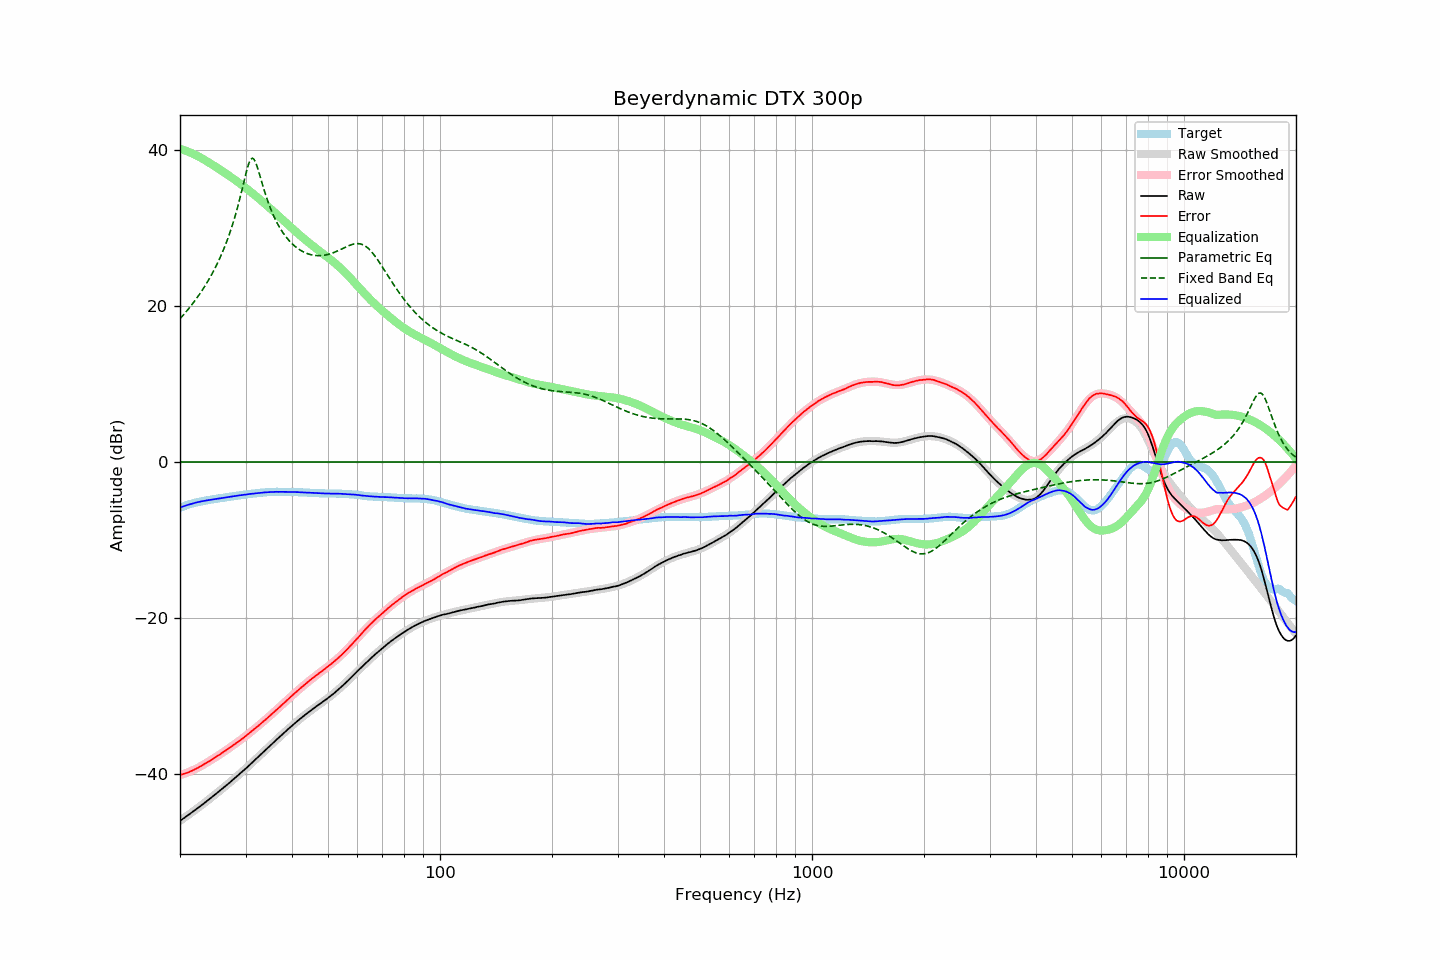 Beyerdynamic DTX 300p
Target
Raw Smoothed
Error Smoothed
Raw
Error
Equalization
Parametric Eq
Fixed Band Eq
Equalized
Amplitude (dBr)
40
20
0
−20
−40
100
1000
10000
Frequency (Hz)